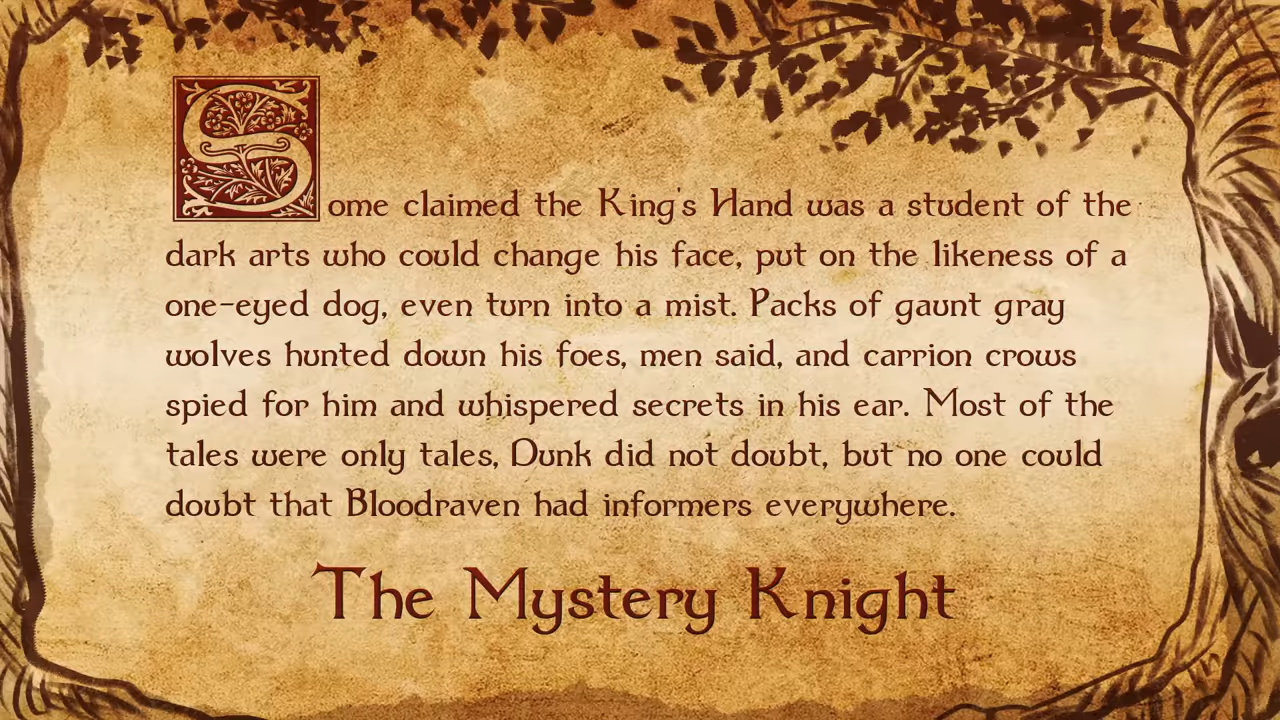 Some claimed the King's Hand was a student of the
dark arts who could change his face, put on the likeness of a
one-eyed dog, even turn into a mist. Packs of gaunt gray
wolves hunted down his foes, men said, and carrion crows
spied for him and whispered secrets in his ear. Most of the
tales were only tales, Dunk did not doubt, but no one could
doubt that Bloodraven had informers everywhere.
The Mystery Knight